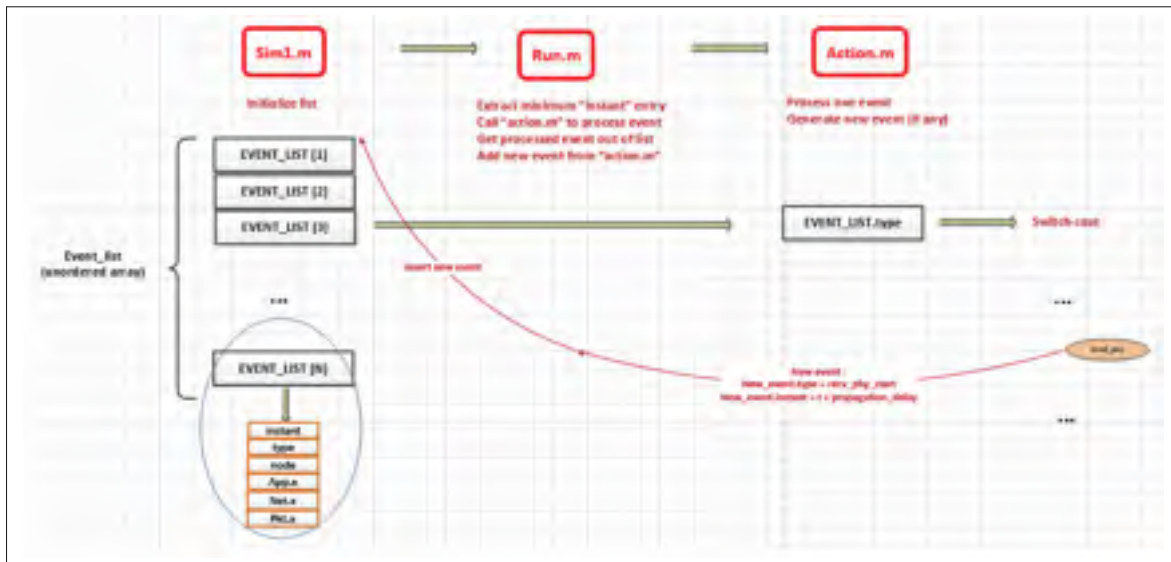 Sim1.m
Run.m
Action.m
Initialize list
Extract minimum "instant" entry
Call "action.m" to process event
Get processed event out of list
Add new event from "action.m"
Process one event
Generate new event (if any)
EVENT_LIST [1]
EVENT_LIST [2]
EVENT_LIST [3]
EVENT_LIST.type
Switch-case
Event_list
(unordered array)
Insert new event
...
...
EVENT_LIST [N]
New event :
New_event.type = recv_phy_start
New_event.instant = t + propagation_delay
...
instant
type
node
App.x
Net.x
Pkt.x